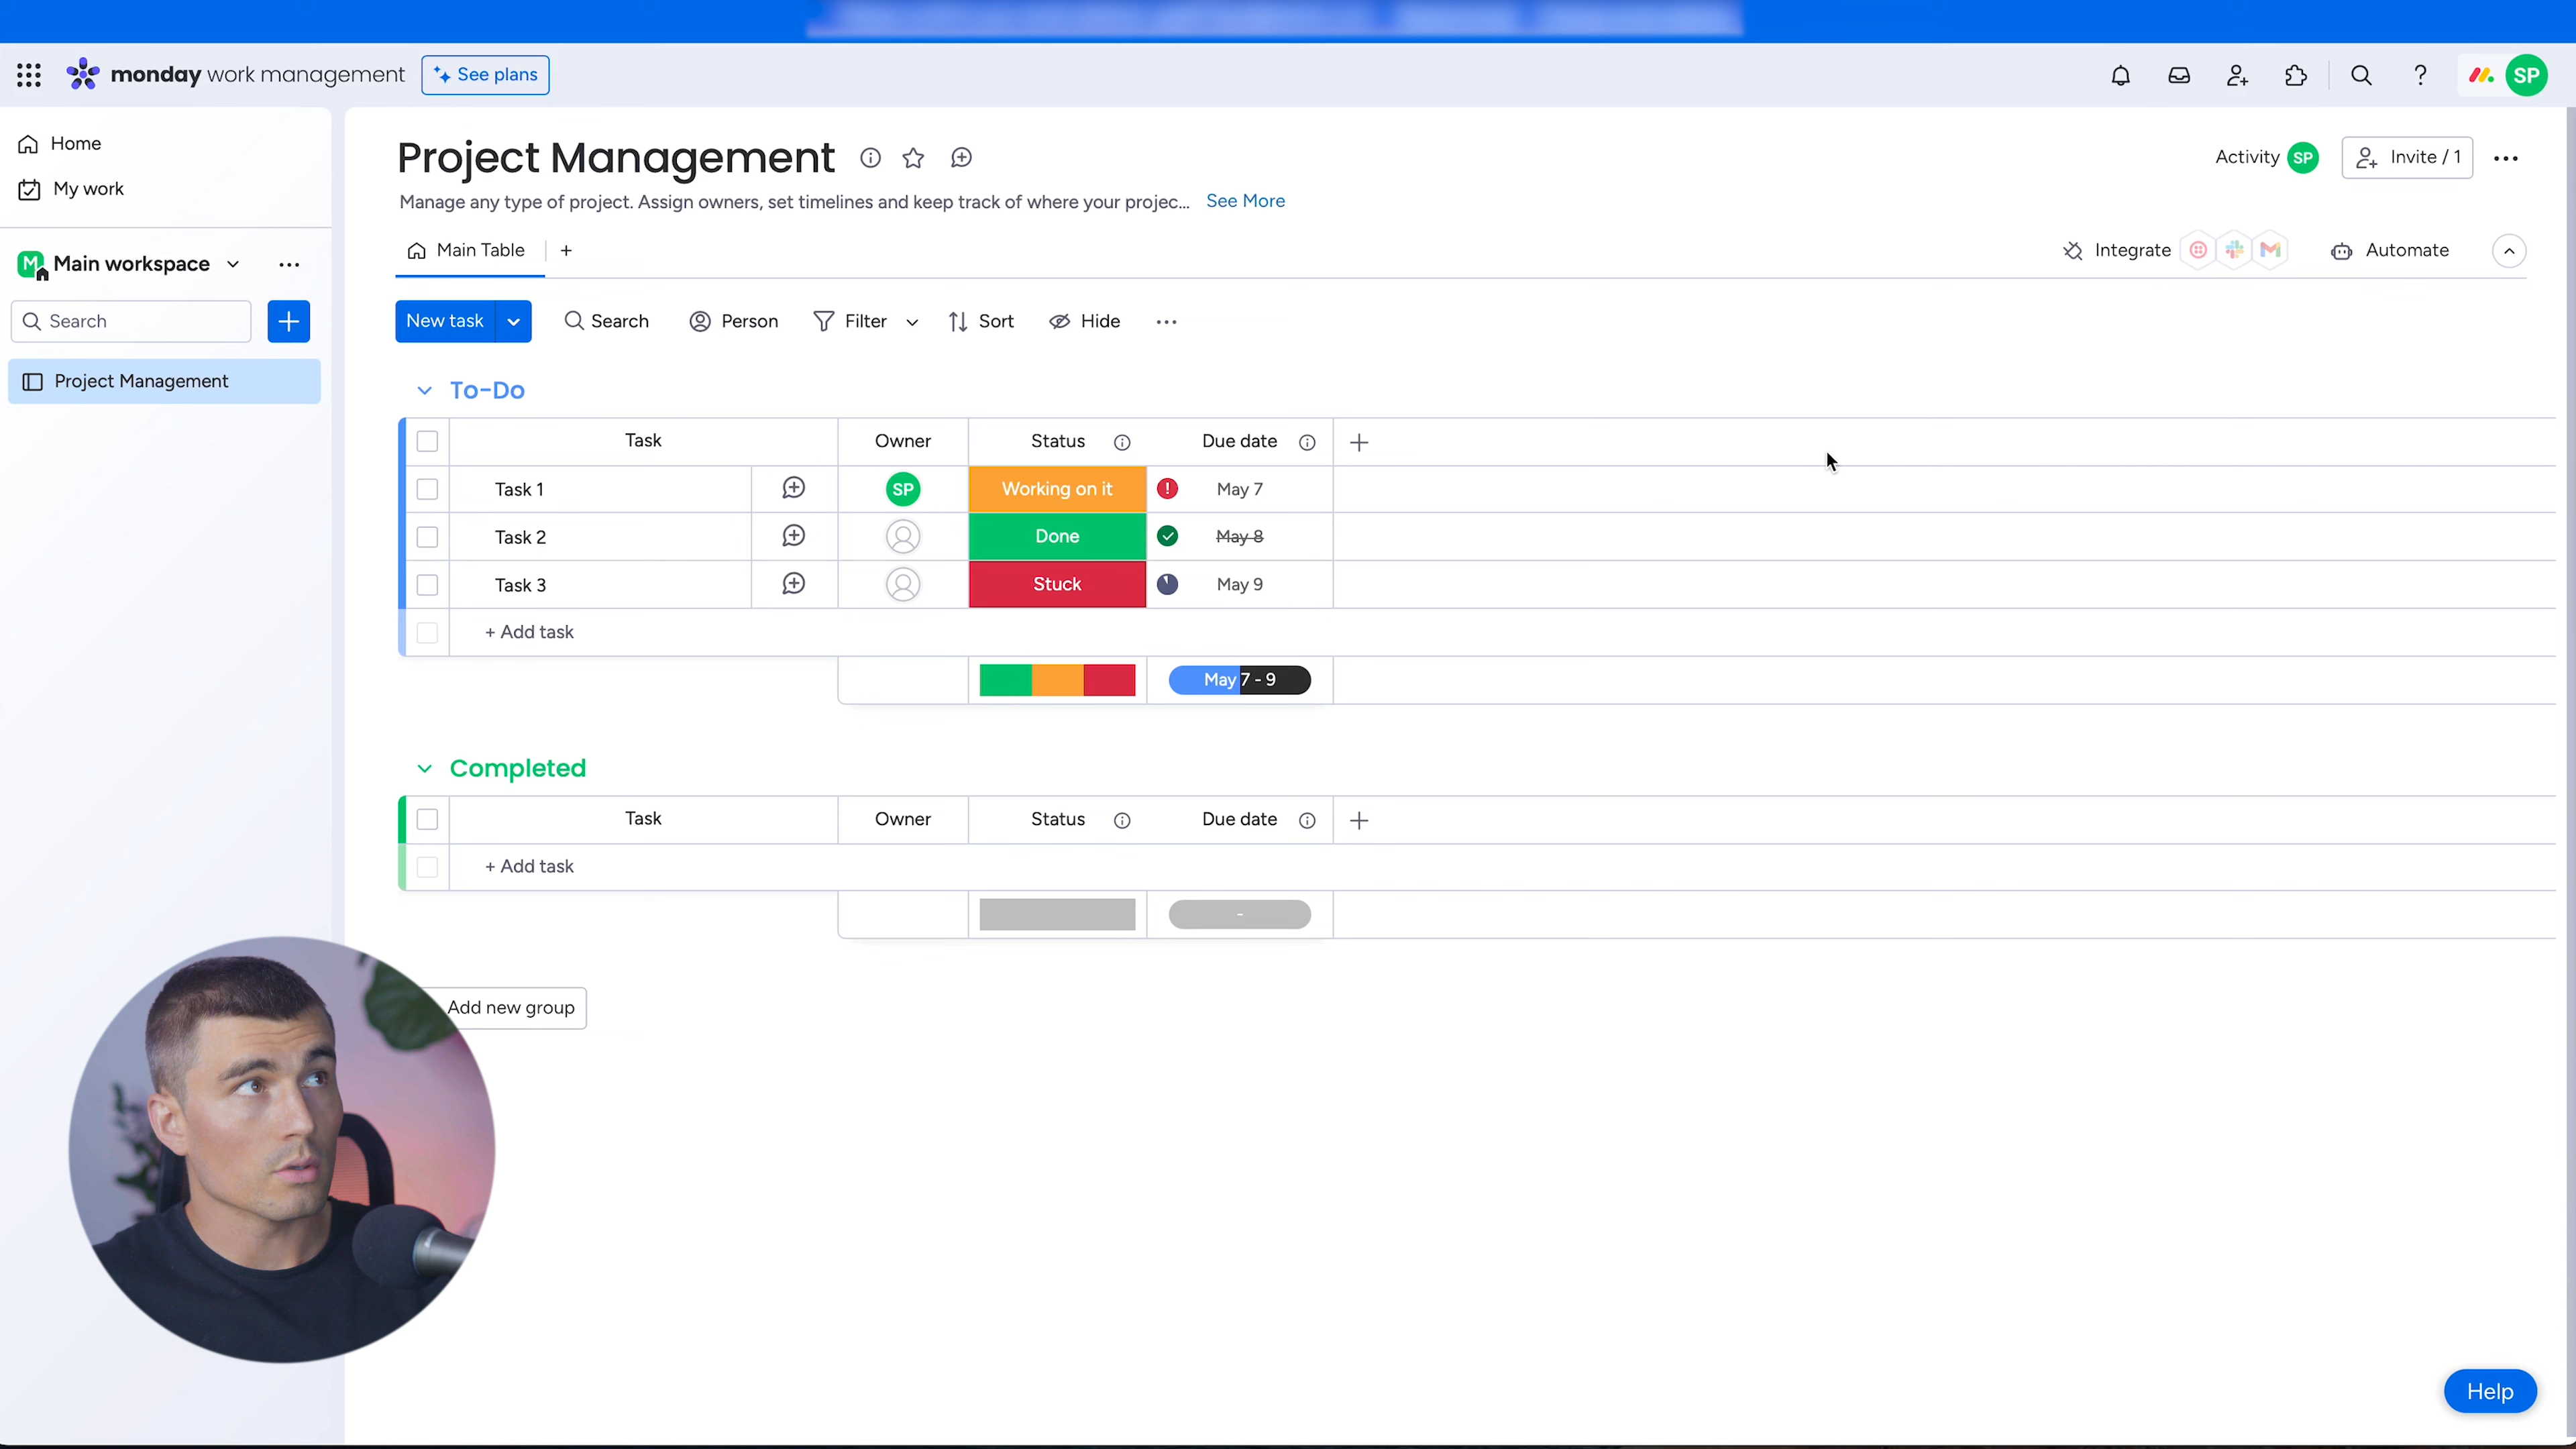 monday work management See plans SP
Home
My work
M Main workspace
Search
Project Management
Project Management
Activity SP Invite / 1
Manage any type of project. Assign owners, set timelines and keep track of where your projec... See More
Main Table + Integrate Automate
New task Search Person Filter Sort Hide
To-Do
Task Owner Status Due date +
Task 1 SP Working on it ! May 7
Task 2 Done May 8
Task 3 Stuck May 9
+ Add task
May 7 - 9
Completed
Task Owner Status Due date +
+ Add task
-
Add new group
Help